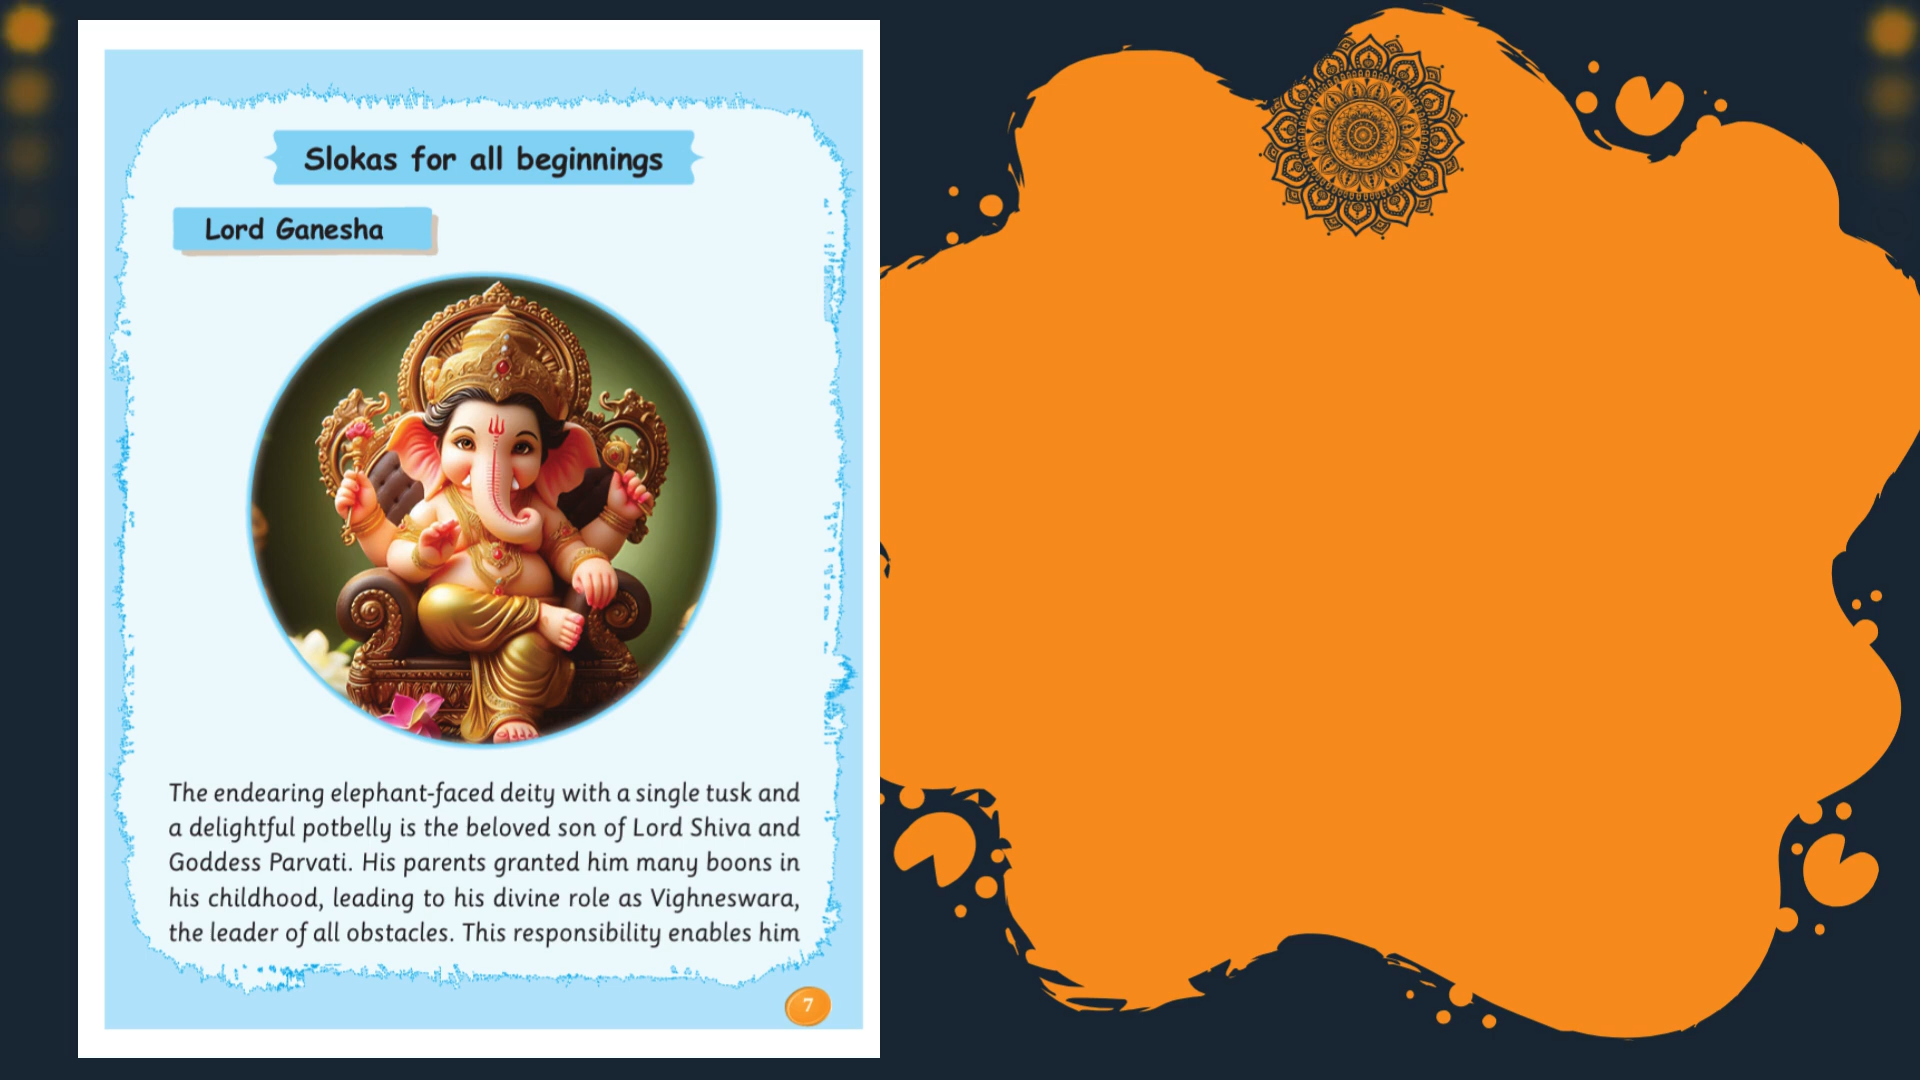 Slokas for all beginnings
Lord Ganesha
The endearing elephant-faced deity with a single tusk and
a delightful potbelly is the beloved son of Lord Shiva and
Goddess Parvati. His parents granted him many boons in
his childhood, leading to his divine role as Vighneswara,
the leader of all obstacles. This responsibility enables him
7